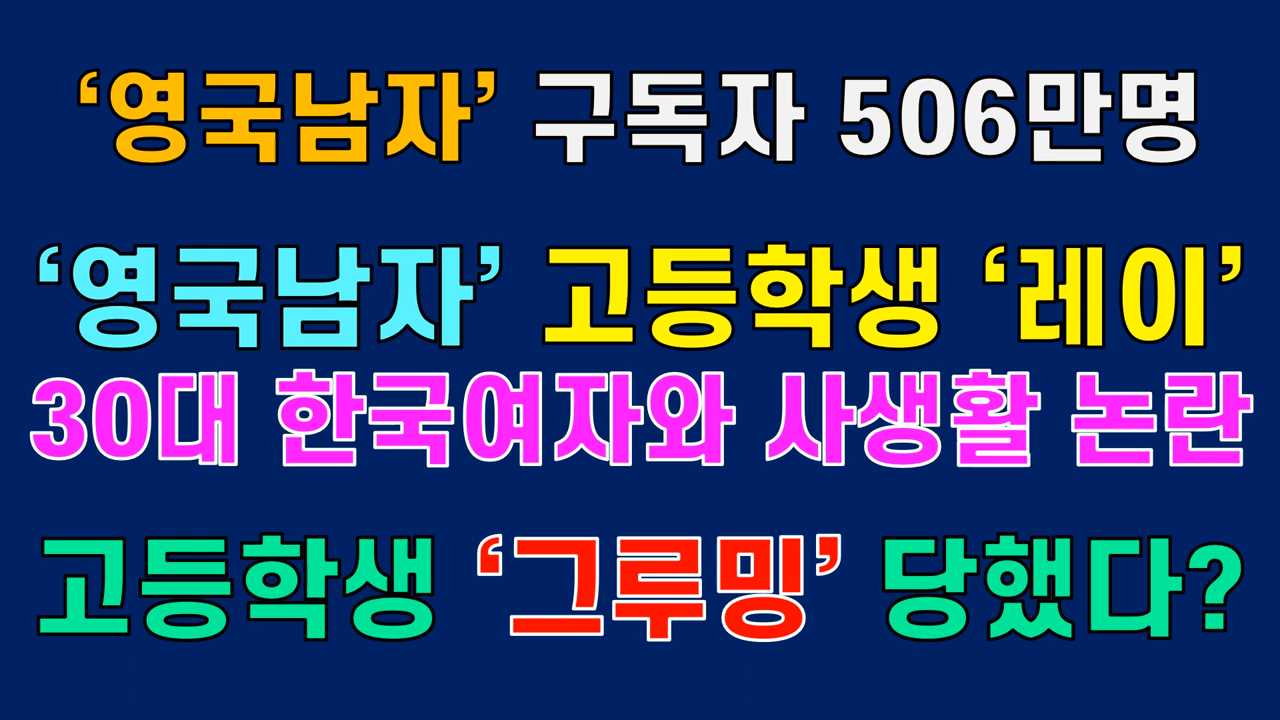 ‘영국남자’ 구독자 506만명
‘영국남자’ 고등학생 ‘레이’
30대 한국여자와 사생활 논란
고등학생 ‘그루밍’ 당했다?